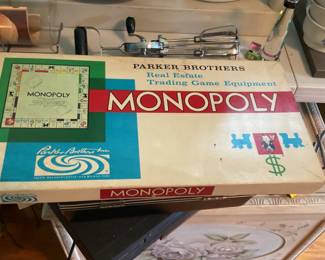 PARKER BROTHERS
Real Estate
Trading Game Equipment
MONOPOLY
MONOPOLY
Parker Brothers Inc
$
MONOPOLY